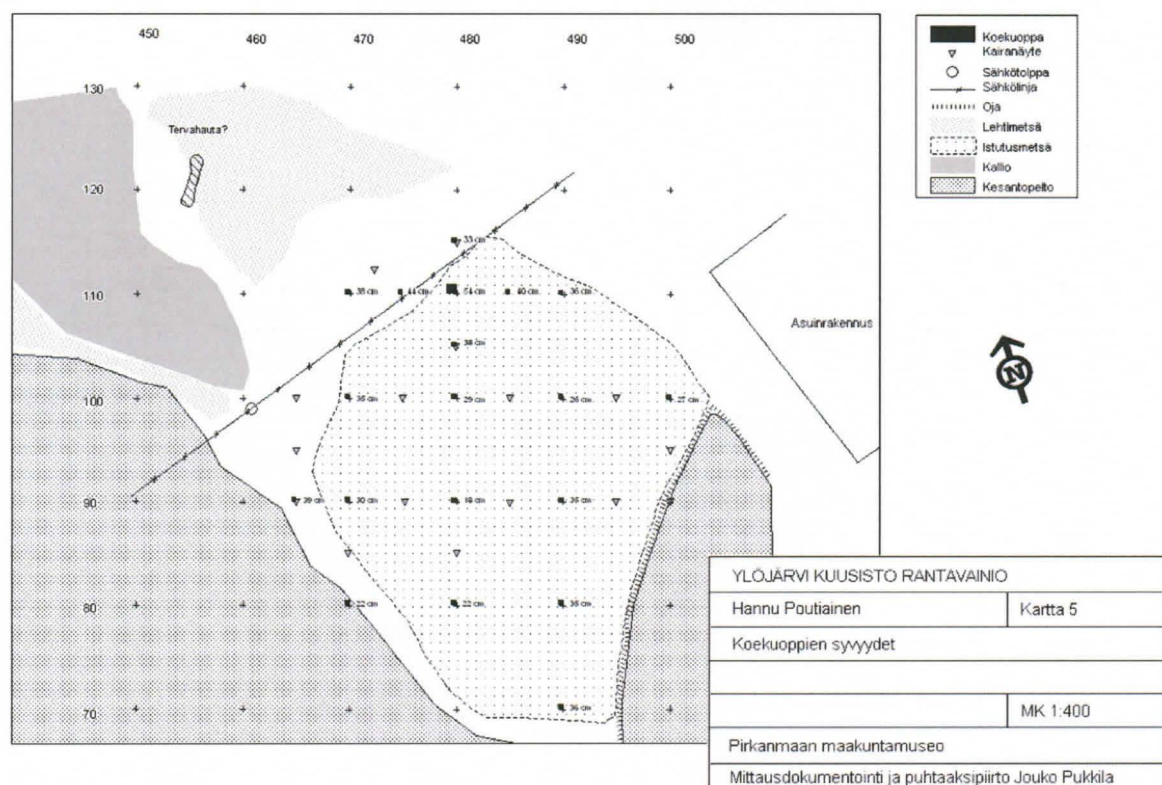 450 460 470 480 490 500
130
120
110
100
90
80
70
Tervahauta?
33 cm
38 cm 44 cm 54 cm 40 cm 36 cm
38 cm
35 cm 29 cm 26 cm 27 cm
39 cm 30 cm 18 cm 35 cm
22 cm 22 cm 35 cm
36 cm
Asuinrakennus
Koekuoppa
Kairanäyte
Sähkötolppa
Sähkölinja
Oja
Lehtimetsä
Istutusmetsä
Kallio
Kesantopelto
N
YLÖJÄRVI KUUSISTO RANTAVAINIO
Hannu Poutiainen Kartta 5
Koekuoppien syvyydet
MK 1:400
Pirkanmaan maakuntamuseo
Mittausdokumentointi ja puhtaaksipiirto Jouko Pukkila